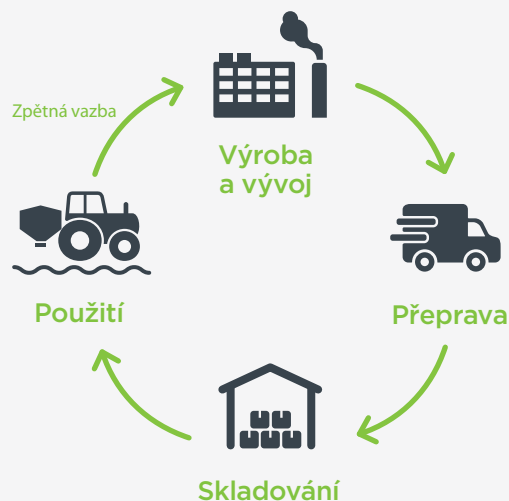 Zpětná vazba
Výroba
a vývoj
Použití
Přeprava
Skladování